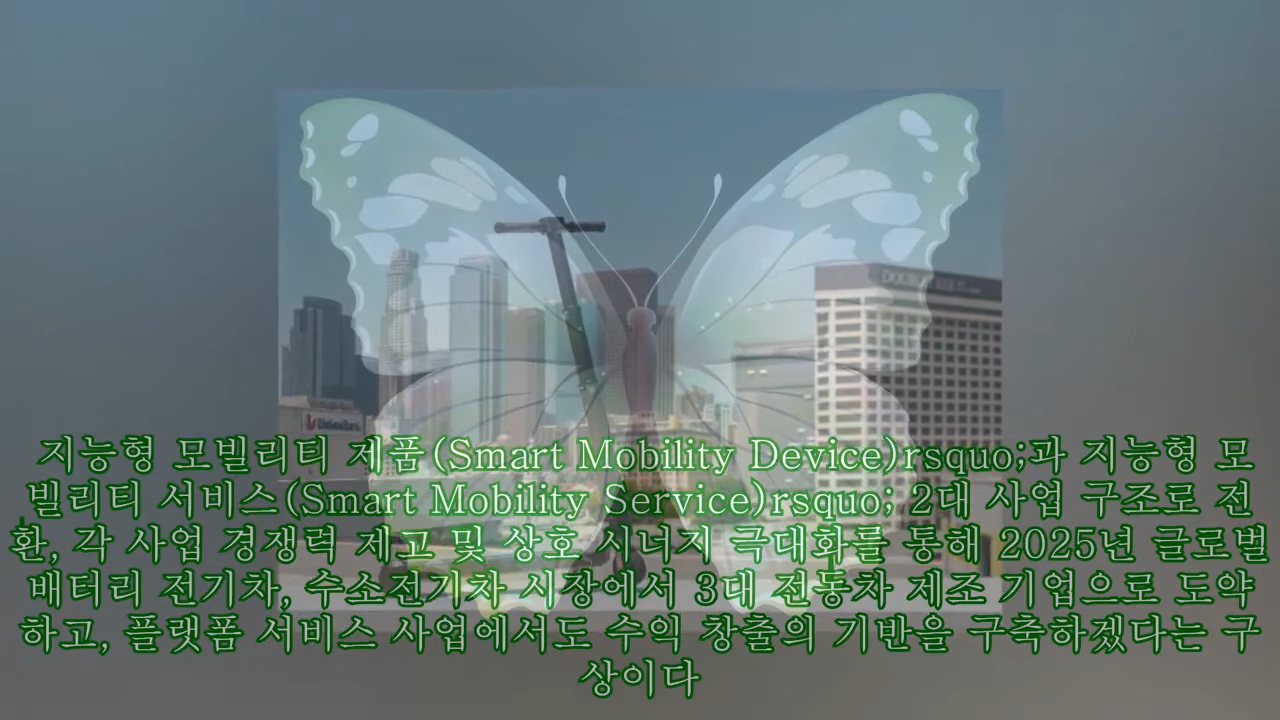 UnionBank
지능형 모빌리티 제품(Smart Mobility Device)rsquo;과 지능형 모
빌리티 서비스(Smart Mobility Service)rsquo; 2대 사업 구조로 전
환, 각 사업 경쟁력 제고 및 상호 시너지 극대화를 통해 2025년 글로벌
배터리 전기차, 수소전기차 시장에서 3대 전동차 제조 기업으로 도약
하고, 플랫폼 서비스 사업에서도 수익 창출의 기반을 구축하겠다는 구
상이다